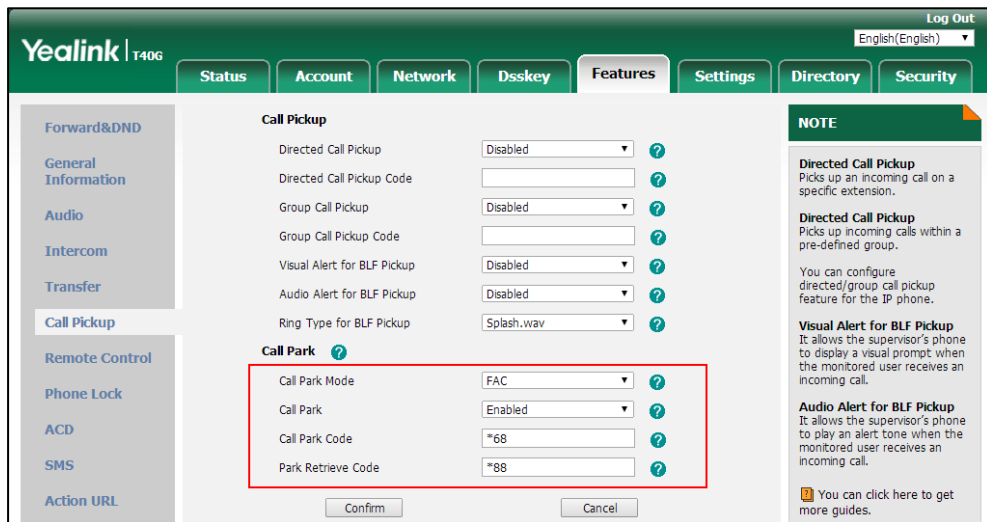 Log Out
Yealink | T40G
English(English)
Status Account Network Dsskey Features Settings Directory Security
Forward&DND
General
Information
Audio
Intercom
Transfer
Call Pickup
Remote Control
Phone Lock
ACD
SMS
Action URL
Call Pickup
Directed Call Pickup Disabled ?
Directed Call Pickup Code ?
Group Call Pickup Disabled ?
Group Call Pickup Code ?
Visual Alert for BLF Pickup Disabled ?
Audio Alert for BLF Pickup Disabled ?
Ring Type for BLF Pickup Splash.wav ?
Call Park ?
Call Park Mode FAC ?
Call Park Enabled ?
Call Park Code *68 ?
Park Retrieve Code *88 ?
Confirm Cancel
NOTE
Directed Call Pickup
Picks up an incoming call on a
specific extension.
Directed Call Pickup
Picks up incoming calls within a
pre-defined group.
You can configure
directed/group call pickup
feature for the IP phone.
Visual Alert for BLF Pickup
It allows the supervisor's phone
to display a visual prompt when
the monitored user receives an
incoming call.
Audio Alert for BLF Pickup
It allows the supervisor's phone
to play an alert tone when the
monitored user receives an
incoming call.
? You can click here to get
more guides.